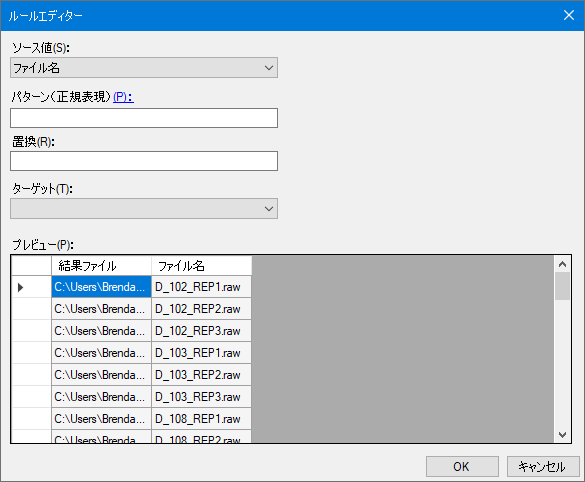 ルールエディター
ソース値(S):
ファイル名
パターン(正規表現) (P):
置換(R):
ターゲット(T):
プレビュー(P):
結果ファイル ファイル名
C:\Users\Brenda... D_102_REP1.raw
C:\Users\Brenda... D_102_REP2.raw
C:\Users\Brenda... D_102_REP3.raw
C:\Users\Brenda... D_103_REP1.raw
C:\Users\Brenda... D_103_REP2.raw
C:\Users\Brenda... D_103_REP3.raw
C:\Users\Brenda... D_108_REP1.raw
C:\Users\Brenda... D_108_REP2.raw
OK キャンセル